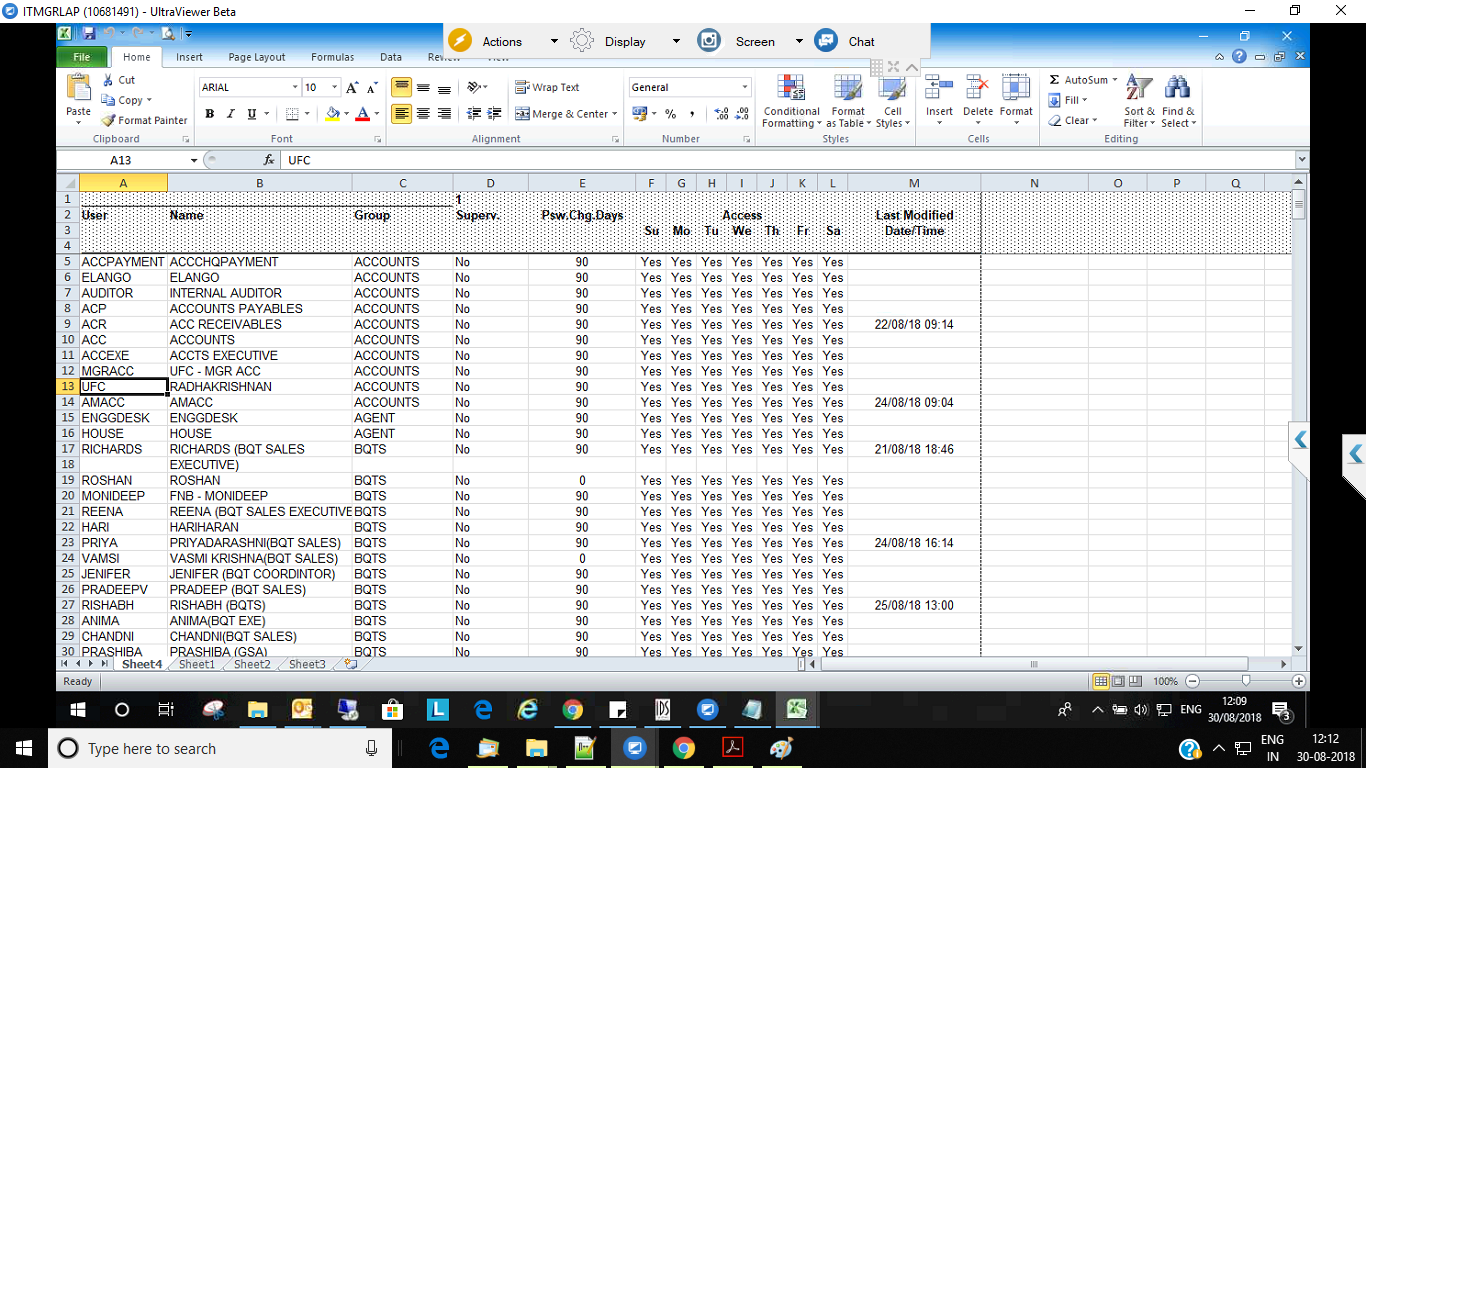 ITMGRLAP (10681491) - UltraViewer Beta
Actions Display Screen Chat
File Home Insert Page Layout Formulas Data
Cut
Copy
Format Painter
Paste
Clipboard
ARIAL 10
B I U
Font
Wrap Text
Merge & Center
Alignment
General
Number
Conditional Formatting
Format as Table
Cell Styles
Styles
Insert Delete Format
Cells
AutoSum
Fill
Clear
Sort & Filter
Find & Select
Editing
A13 fx UFC
A B C D E F G H I J K L M N O P Q
1 1
2 User Name Group Superv. Psw.Chg.Days Access Last Modified
3 Su Mo Tu We Th Fr Sa Date/Time
4
5 ACCPAYMENT ACCCHQPAYMENT ACCOUNTS No 90 Yes Yes Yes Yes Yes Yes Yes
6 ELANGO ELANGO ACCOUNTS No 90 Yes Yes Yes Yes Yes Yes Yes
7 AUDITOR INTERNAL AUDITOR ACCOUNTS No 90 Yes Yes Yes Yes Yes Yes Yes
8 ACP ACCOUNTS PAYABLES ACCOUNTS No 90 Yes Yes Yes Yes Yes Yes Yes
9 ACR ACC RECEIVABLES ACCOUNTS No 90 Yes Yes Yes Yes Yes Yes Yes 22/08/18 09:14
10 ACC ACCOUNTS ACCOUNTS No 90 Yes Yes Yes Yes Yes Yes Yes
11 ACCEXE ACCTS EXECUTIVE ACCOUNTS No 90 Yes Yes Yes Yes Yes Yes Yes
12 MGRACC UFC - MGR ACC ACCOUNTS No 90 Yes Yes Yes Yes Yes Yes Yes
13 UFC RADHAKRISHNAN ACCOUNTS No 90 Yes Yes Yes Yes Yes Yes Yes
14 AMACC AMACC ACCOUNTS No 90 Yes Yes Yes Yes Yes Yes Yes 24/08/18 09:04
15 ENGGDESK ENGGDESK AGENT No 90 Yes Yes Yes Yes Yes Yes Yes
16 HOUSE HOUSE AGENT No 90 Yes Yes Yes Yes Yes Yes Yes
17 RICHARDS RICHARDS (BQT SALES BQTS No 90 Yes Yes Yes Yes Yes Yes Yes 21/08/18 18:46
18 EXECUTIVE)
19 ROSHAN ROSHAN BQTS No 0 Yes Yes Yes Yes Yes Yes Yes
20 MONIDEEP FNB - MONIDEEP BQTS No 90 Yes Yes Yes Yes Yes Yes Yes
21 REENA REENA (BQT SALES EXECUTIVE BQTS No 90 Yes Yes Yes Yes Yes Yes Yes
22 HARI HARIHARAN BQTS No 90 Yes Yes Yes Yes Yes Yes Yes
23 PRIYA PRIYADARASHNI(BQT SALES) BQTS No 90 Yes Yes Yes Yes Yes Yes Yes 24/08/18 16:14
24 VAMSI VASMI KRISHNA(BQT SALES) BQTS No 0 Yes Yes Yes Yes Yes Yes Yes
25 JENIFER JENIFER (BQT COORDINTOR) BQTS No 90 Yes Yes Yes Yes Yes Yes Yes
26 PRADEEPV PRADEEP (BQT SALES) BQTS No 90 Yes Yes Yes Yes Yes Yes Yes
27 RISHABH RISHABH (BQTS) BQTS No 90 Yes Yes Yes Yes Yes Yes Yes 25/08/18 13:00
28 ANIMA ANIMA(BQT EXE) BQTS No 90 Yes Yes Yes Yes Yes Yes Yes
29 CHANDNI CHANDNI(BQT SALES) BQTS No 90 Yes Yes Yes Yes Yes Yes Yes
30 PRASHIBA PRASHIBA (GSA) BQTS No 90 Yes Yes Yes Yes Yes Yes Yes
Sheet4 Sheet1 Sheet2 Sheet3
Ready 100%
L IDS ENG 12:09
30/08/2018 3
Type here to search ENG 12:12
IN 30-08-2018